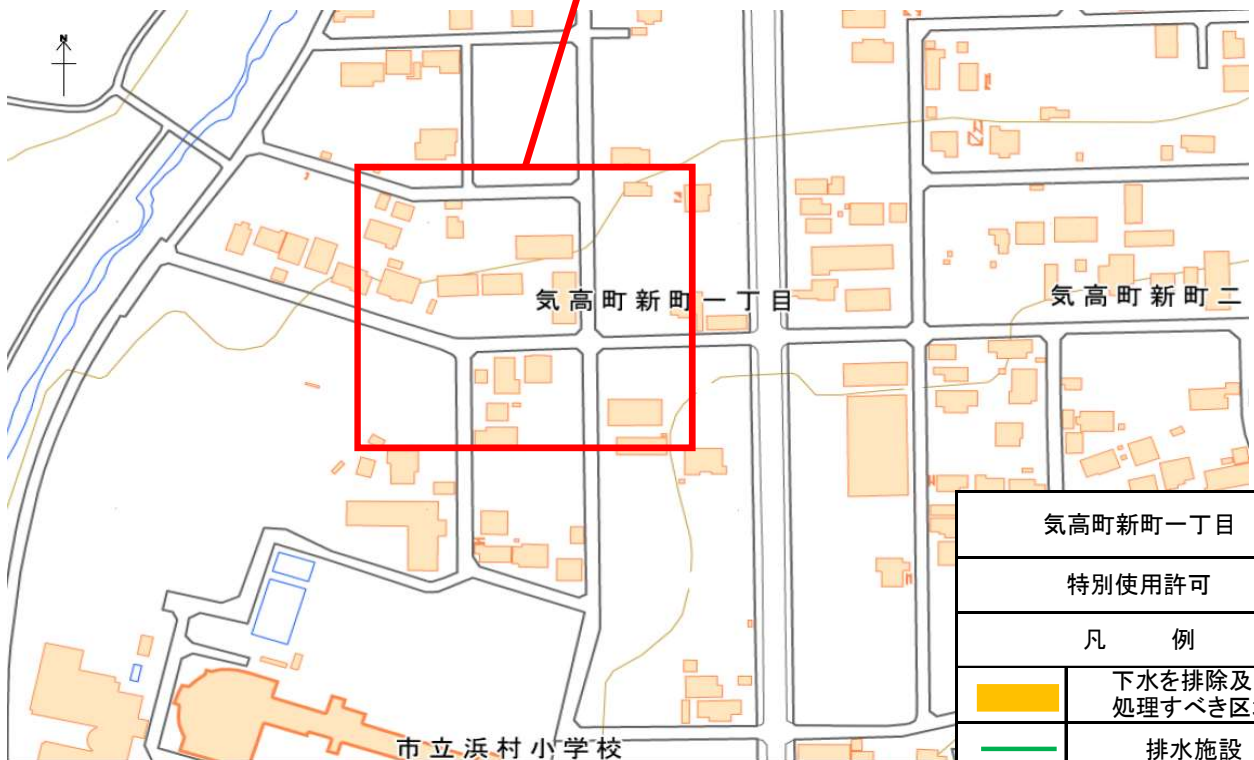 N
気高町新町一丁目
気高町新町二
気高町新町一丁目
特別使用許可
凡 例
下水を排除及
処理すべき区
排水施設
市立浜村小学校